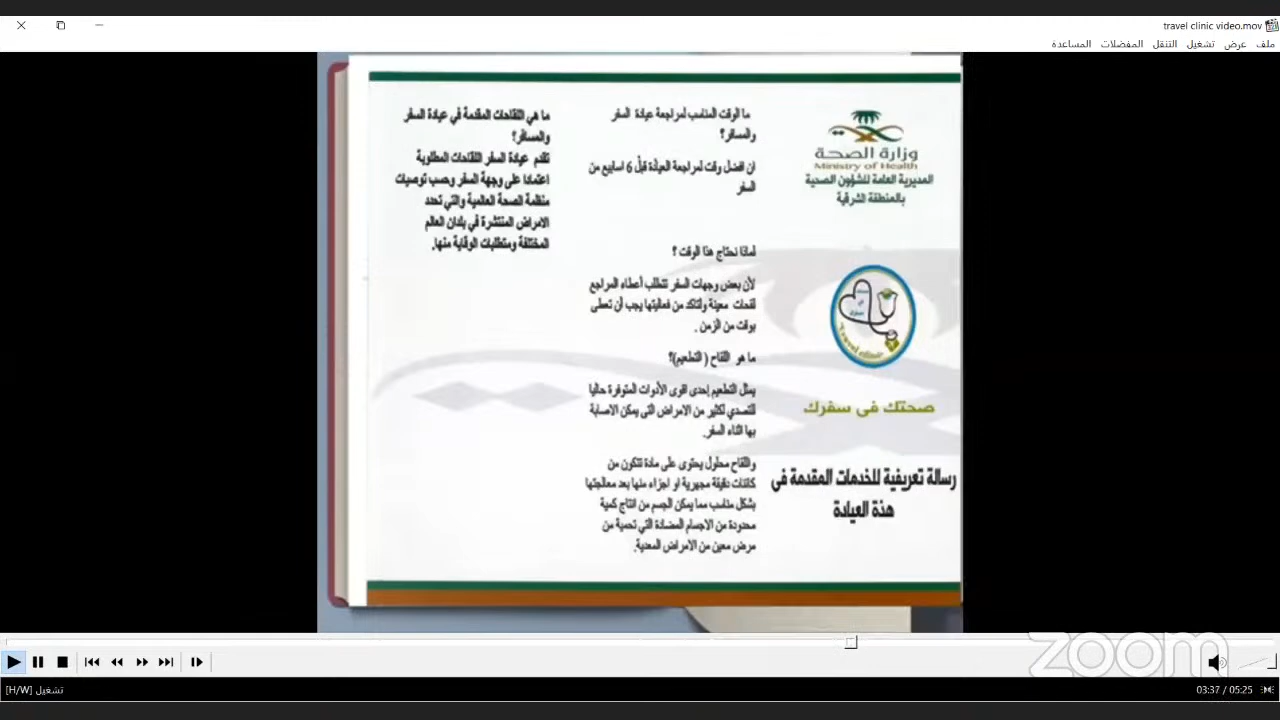 travel clinic video.mov
ملف عرض تشغيل التنقل المفضلات المساعدة
وزارة الصحة
Ministry of Health
المديرية العامة للشؤون الصحية
بالمنطقة الشرقية
Travel clinic
صحتك في سفرك
رسالة تعريفية للخدمات المقدمة في
هذة العيادة
ما الوقت المناسب لمراجعة عيادة السفر
والمسافر؟
ان افضل وقت لمراجعة العيادة قبل 6 اسابيع من
السفر
لماذا نحتاج هذا الوقت ؟
لأن بعض وجهات السفر تتطلب أعطاء المراجع
لقحات معينة ولتاكد من فعاليتها يجب أن تعطى
بوقت من الزمن .
ما هو اللقاح ( التطعيم)؟
يمثل التطعيم إحدى اقوى الأدوات المتوفرة حاليا
للتصدي لكثير من الامراض التى يمكن الاصابة
بها اثناء السفر.
واللقاح محلول يحتوى على مادة تتكون من
كائنات دقيقة مجهرية او اجزاء منها بعد معالجتها
بشكل مناسب مما يمكن الجسم من انتاج كمية
محدودة من الاجسام المضادة التي تحمية من
مرض معين من الامراض المعدية.
ما هي اللقاحات المقدمة في عيادة السفر
والمسافر؟
تقدم عيادة السفر اللقاحات المطلوبة
اعتمادا على وجهة السفر وحسب توصيات
منظمة الصحة العالمية والتي تحدد
الامراض المنتشرة في بلدان العالم
المختلفة ومتطلبات الوقاية منها.
zoom
03:37 / 05:25
تشغيل [H/W]